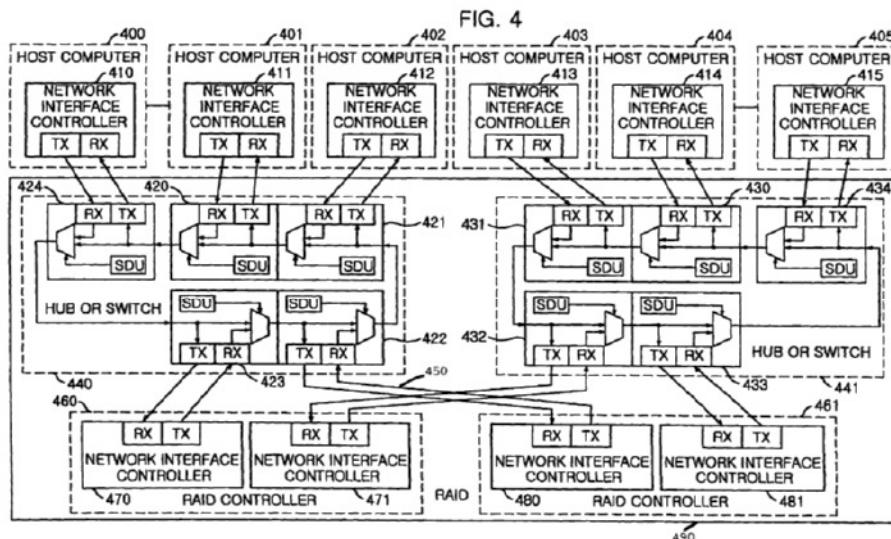 FIG. 4
400 401 402 403 404 405
HOST COMPUTER HOST COMPUTER HOST COMPUTER HOST COMPUTER HOST COMPUTER HOST COMPUTER
410 411 412 413 414 415
NETWORK NETWORK NETWORK NETWORK NETWORK NETWORK
INTERFACE INTERFACE INTERFACE INTERFACE INTERFACE INTERFACE
CONTROLLER CONTROLLER CONTROLLER CONTROLLER CONTROLLER CONTROLLER
TX RX TX RX TX RX TX RX TX RX TX RX
424 420 430 434
RX TX RX TX RX TX 421 431 RX TX RX TX RX TX
SDU SDU SDU SDU SDU SDU
HUB OR SWITCH SDU SDU SDU SDU HUB OR SWITCH
422 432
TX RX TX RX TX RX TX RX
423 450 433
440 441
460 461
RX TX RX TX RX TX RX TX
NETWORK INTERFACE NETWORK INTERFACE NETWORK INTERFACE NETWORK INTERFACE
CONTROLLER CONTROLLER CONTROLLER CONTROLLER
470 RAID CONTROLLER 471 RAID 480 RAID CONTROLLER 481
490